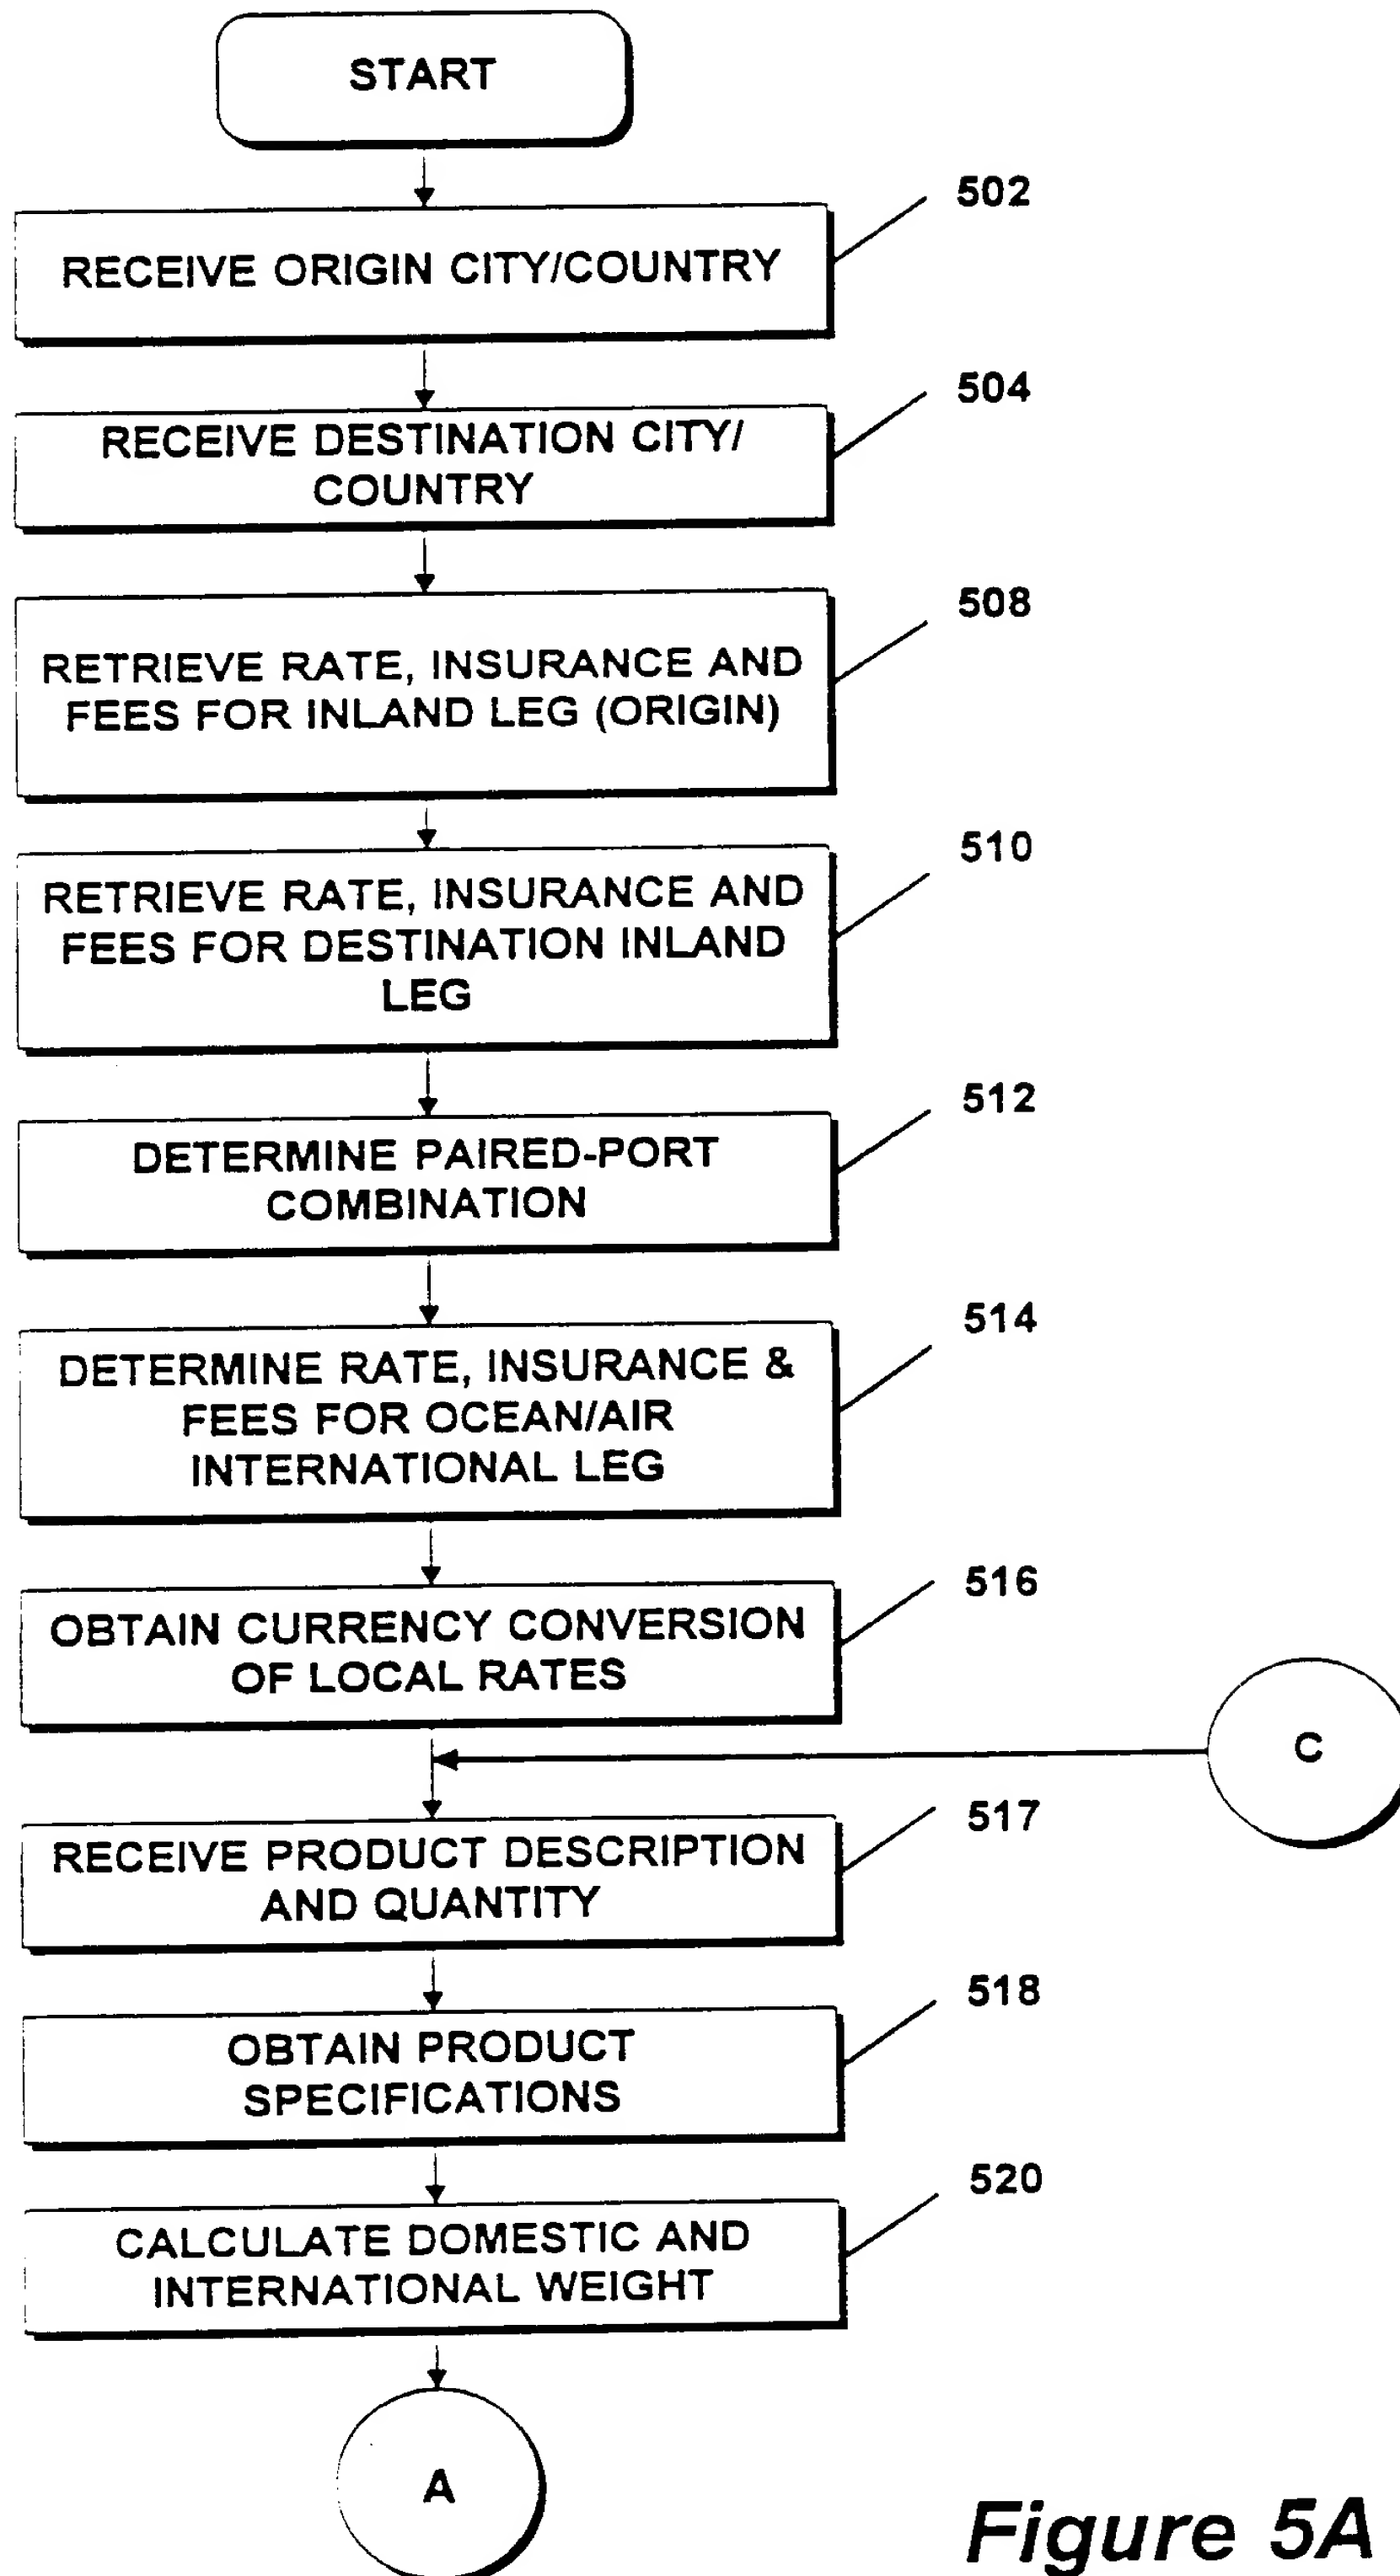 START
502
RECEIVE ORIGIN CITY/COUNTRY
504
RECEIVE DESTINATION CITY/
COUNTRY
508
RETRIEVE RATE, INSURANCE AND
FEES FOR INLAND LEG (ORIGIN)
510
RETRIEVE RATE, INSURANCE AND
FEES FOR DESTINATION INLAND
LEG
512
DETERMINE PAIRED-PORT
COMBINATION
514
DETERMINE RATE, INSURANCE &
FEES FOR OCEAN/AIR
INTERNATIONAL LEG
516
OBTAIN CURRENCY CONVERSION
OF LOCAL RATES
C
517
RECEIVE PRODUCT DESCRIPTION
AND QUANTITY
518
OBTAIN PRODUCT
SPECIFICATIONS
520
CALCULATE DOMESTIC AND
INTERNATIONAL WEIGHT
A
Figure 5A